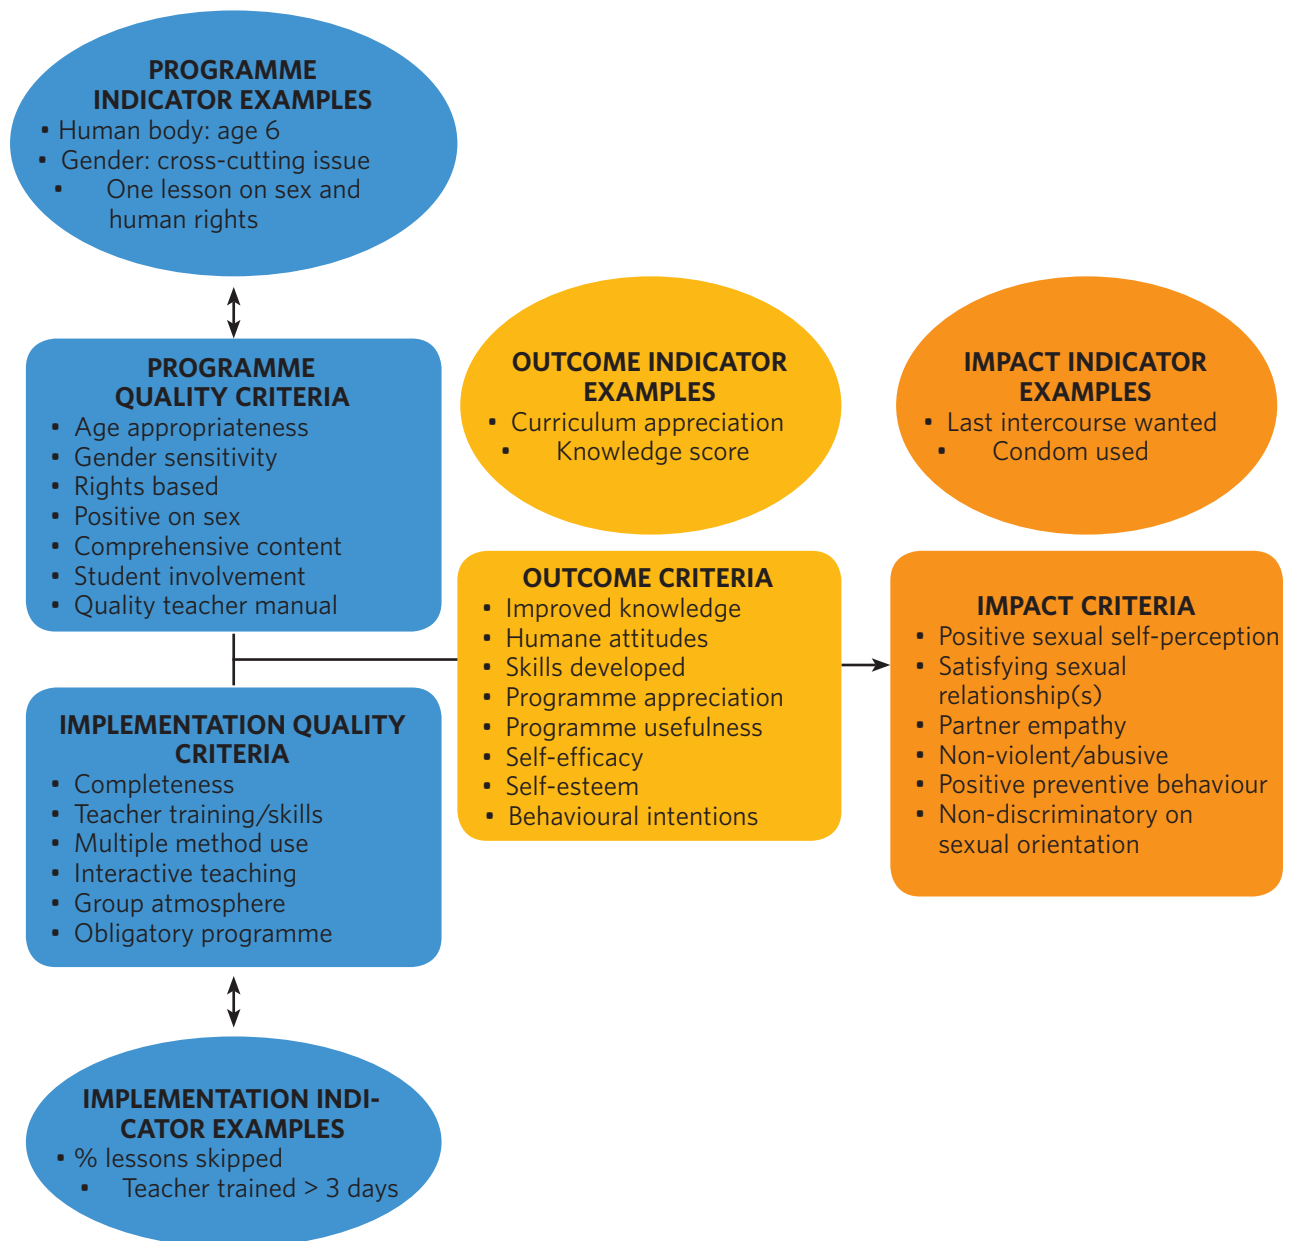 PROGRAMME
INDICATOR EXAMPLES
• Human body: age 6
• Gender: cross-cutting issue
• One lesson on sex and
human rights
PROGRAMME
QUALITY CRITERIA
• Age appropriateness
• Gender sensitivity
• Rights based
• Positive on sex
• Comprehensive content
• Student involvement
• Quality teacher manual
IMPLEMENTATION QUALITY
CRITERIA
• Completeness
• Teacher training/skills
• Multiple method use
• Interactive teaching
• Group atmosphere
• Obligatory programme
IMPLEMENTATION INDI-
CATOR EXAMPLES
• % lessons skipped
• Teacher trained > 3 days
OUTCOME INDICATOR
EXAMPLES
• Curriculum appreciation
• Knowledge score
OUTCOME CRITERIA
• Improved knowledge
• Humane attitudes
• Skills developed
• Programme appreciation
• Programme usefulness
• Self-efficacy
• Self-esteem
• Behavioural intentions
IMPACT INDICATOR
EXAMPLES
• Last intercourse wanted
• Condom used
IMPACT CRITERIA
• Positive sexual self-perception
• Satisfying sexual
relationship(s)
• Partner empathy
• Non-violent/abusive
• Positive preventive behaviour
• Non-discriminatory on
sexual orientation